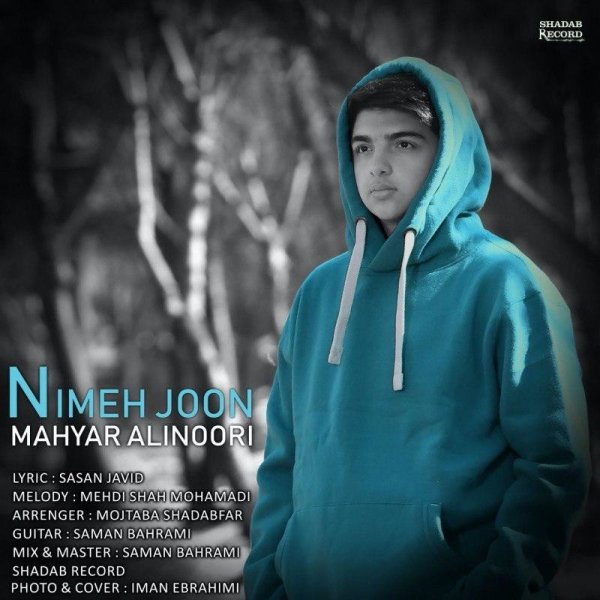 SHADAB
RECORD
NIMEH JOON
MAHYAR ALINOORI
LYRIC : SASAN JAVID
MELODY : MEHDI SHAH MOHAMADI
ARRENGER : MOJTABA SHADABFAR
GUITAR : SAMAN BAHRAMI
MIX & MASTER : SAMAN BAHRAMI
SHADAB RECORD
PHOTO & COVER : IMAN EBRAHIMI